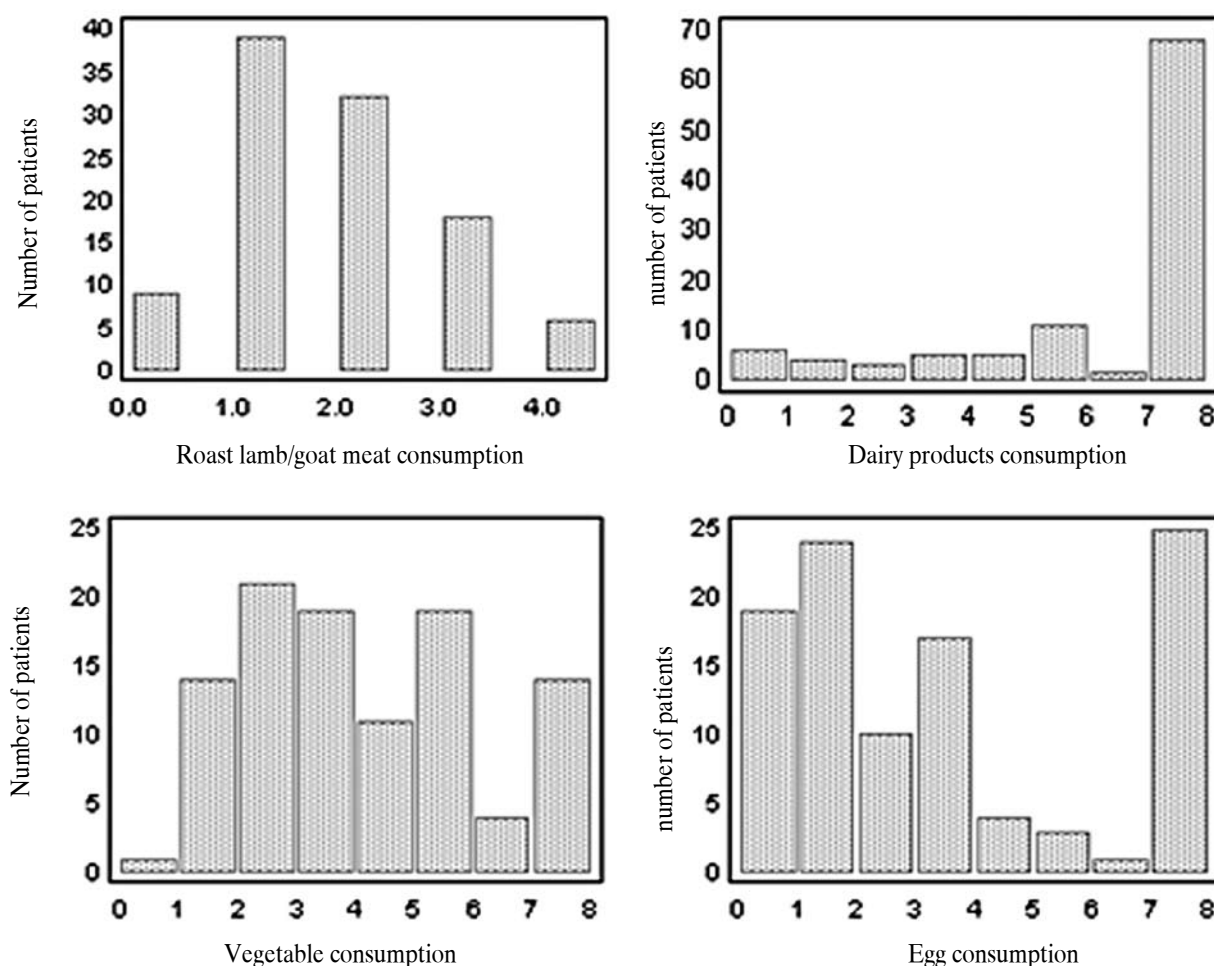 Number of patients
40
35
30
25
20
15
10
5
0
0.0 1.0 2.0 3.0 4.0
Roast lamb/goat meat consumption
number of patients
70
60
50
40
30
20
10
0
0 1 2 3 4 5 6 7 8
Dairy products consumption
Number of patients
25
20
15
10
5
0
0 1 2 3 4 5 6 7 8
Vegetable consumption
number of patients
25
20
15
10
5
0
0 1 2 3 4 5 6 7 8
Egg consumption